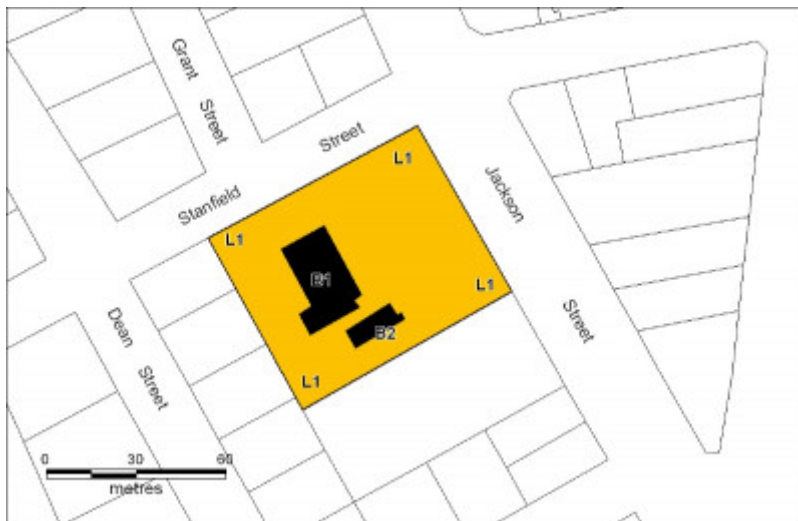 Grant Street
Stanfield Street
L1
L1
Jackson Street
B1
L1
B2
Dean Street
L1
0 30 60
metres